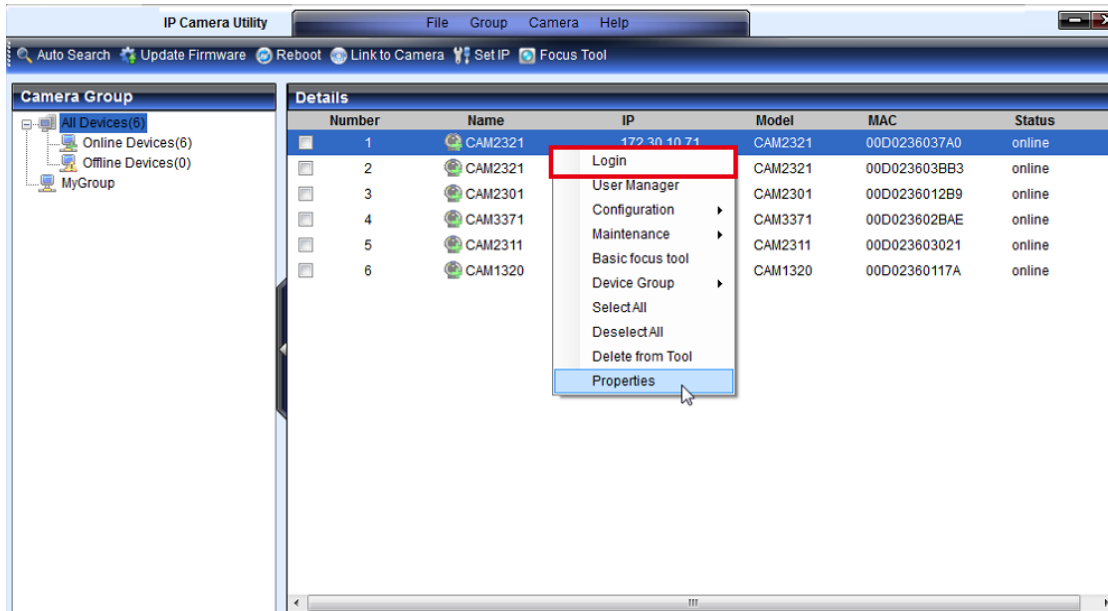 IP Camera Utility File Group Camera Help
Auto Search Update Firmware Reboot Link to Camera Set IP Focus Tool
Camera Group
All Devices(6)
Online Devices(6)
Offline Devices(0)
MyGroup
Details
Number Name IP Model MAC Status
1 CAM2321 172.30.10.71 CAM2321 00D0236037A0 online
2 CAM2321 CAM2321 00D023603BB3 online
3 CAM2301 CAM2301 00D0236012B9 online
4 CAM3371 CAM3371 00D023602BAE online
5 CAM2311 CAM2311 00D023603021 online
6 CAM1320 CAM1320 00D02360117A online
Login
User Manager
Configuration
Maintenance
Basic focus tool
Device Group
Select All
Deselect All
Delete from Tool
Properties